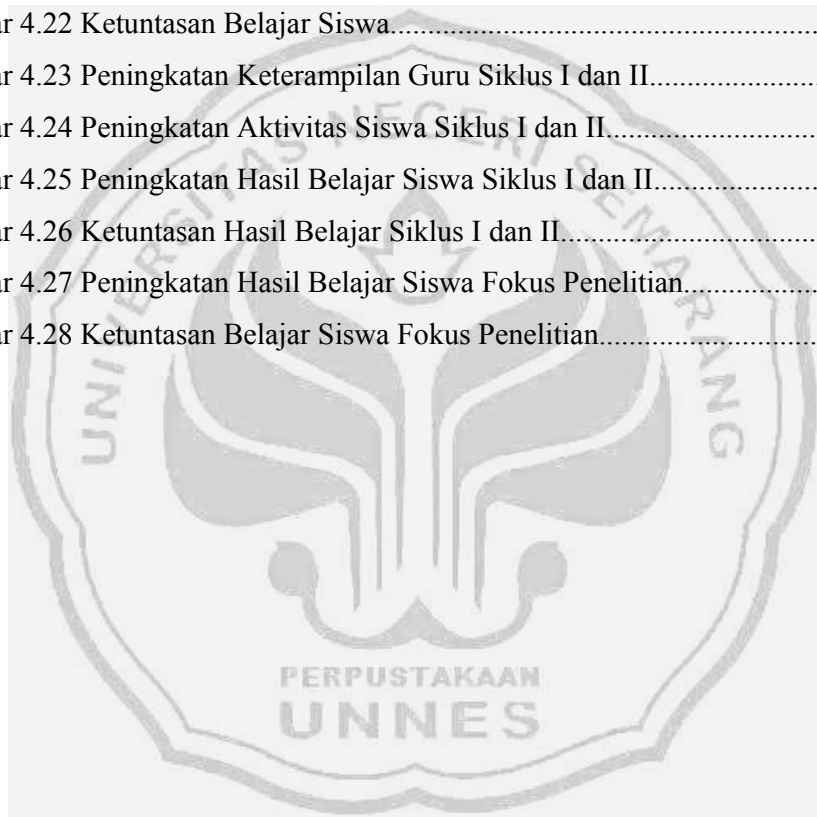 ar 4.22 Ketuntasan Belajar Siswa........................................................
ar 4.23 Peningkatan Keterampilan Guru Siklus I dan II......................
ar 4.24 Peningkatan Aktivitas Siswa Siklus I dan II...........................
ar 4.25 Peningkatan Hasil Belajar Siswa Siklus I dan II.....................
ar 4.26 Ketuntasan Hasil Belajar Siklus I dan II.................................
ar 4.27 Peningkatan Hasil Belajar Siswa Fokus Penelitian.................
ar 4.28 Ketuntasan Belajar Siswa Fokus Penelitian............................
UNIVERSITAS NEGERI SEMARANG
PERPUSTAKAAN
UNNES